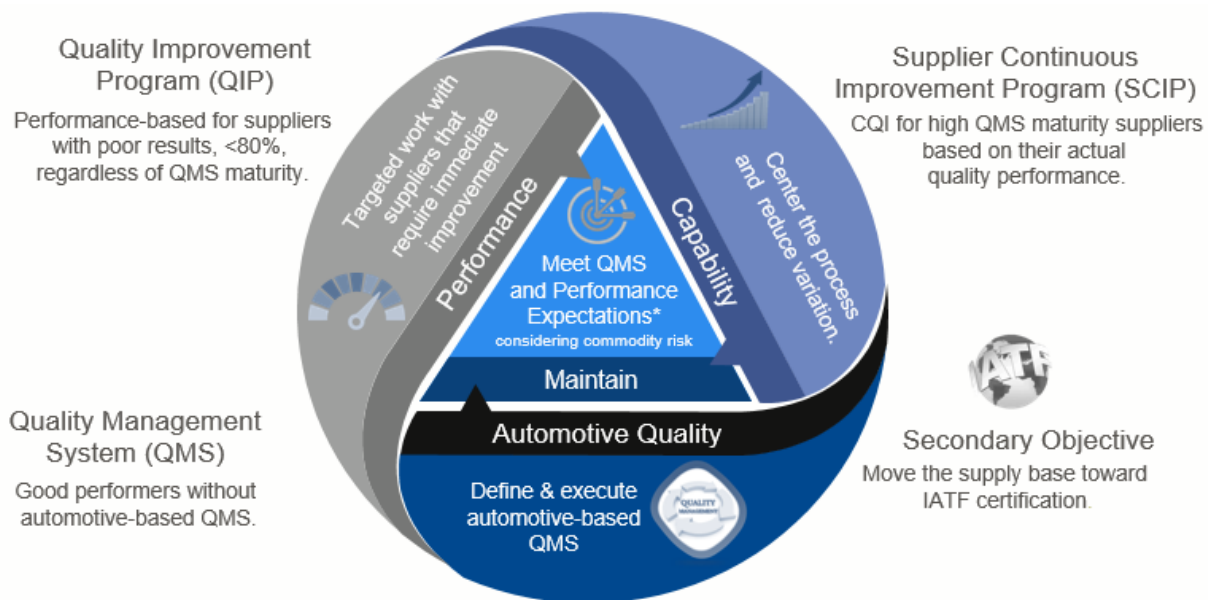 Quality Improvement
Program (QIP)
Performance-based for suppliers
with poor results, <80%,
regardless of QMS maturity.
Targeted work with
suppliers that
require immediate
improvement
Performance
Supplier Continuous
Improvement Program (SCIP)
CQI for high QMS maturity suppliers
based on their actual
quality performance.
Center the process
and reduce variation.
Capability
Meet QMS
and Performance
Expectations*
considering commodity risk
Maintain
Automotive Quality
Define & execute
automotive-based
QMS
QUALITY
MANAGEMENT
Quality Management
System (QMS)
Good performers without
automotive-based QMS.
IATF
Secondary Objective
Move the supply base toward
IATF certification.